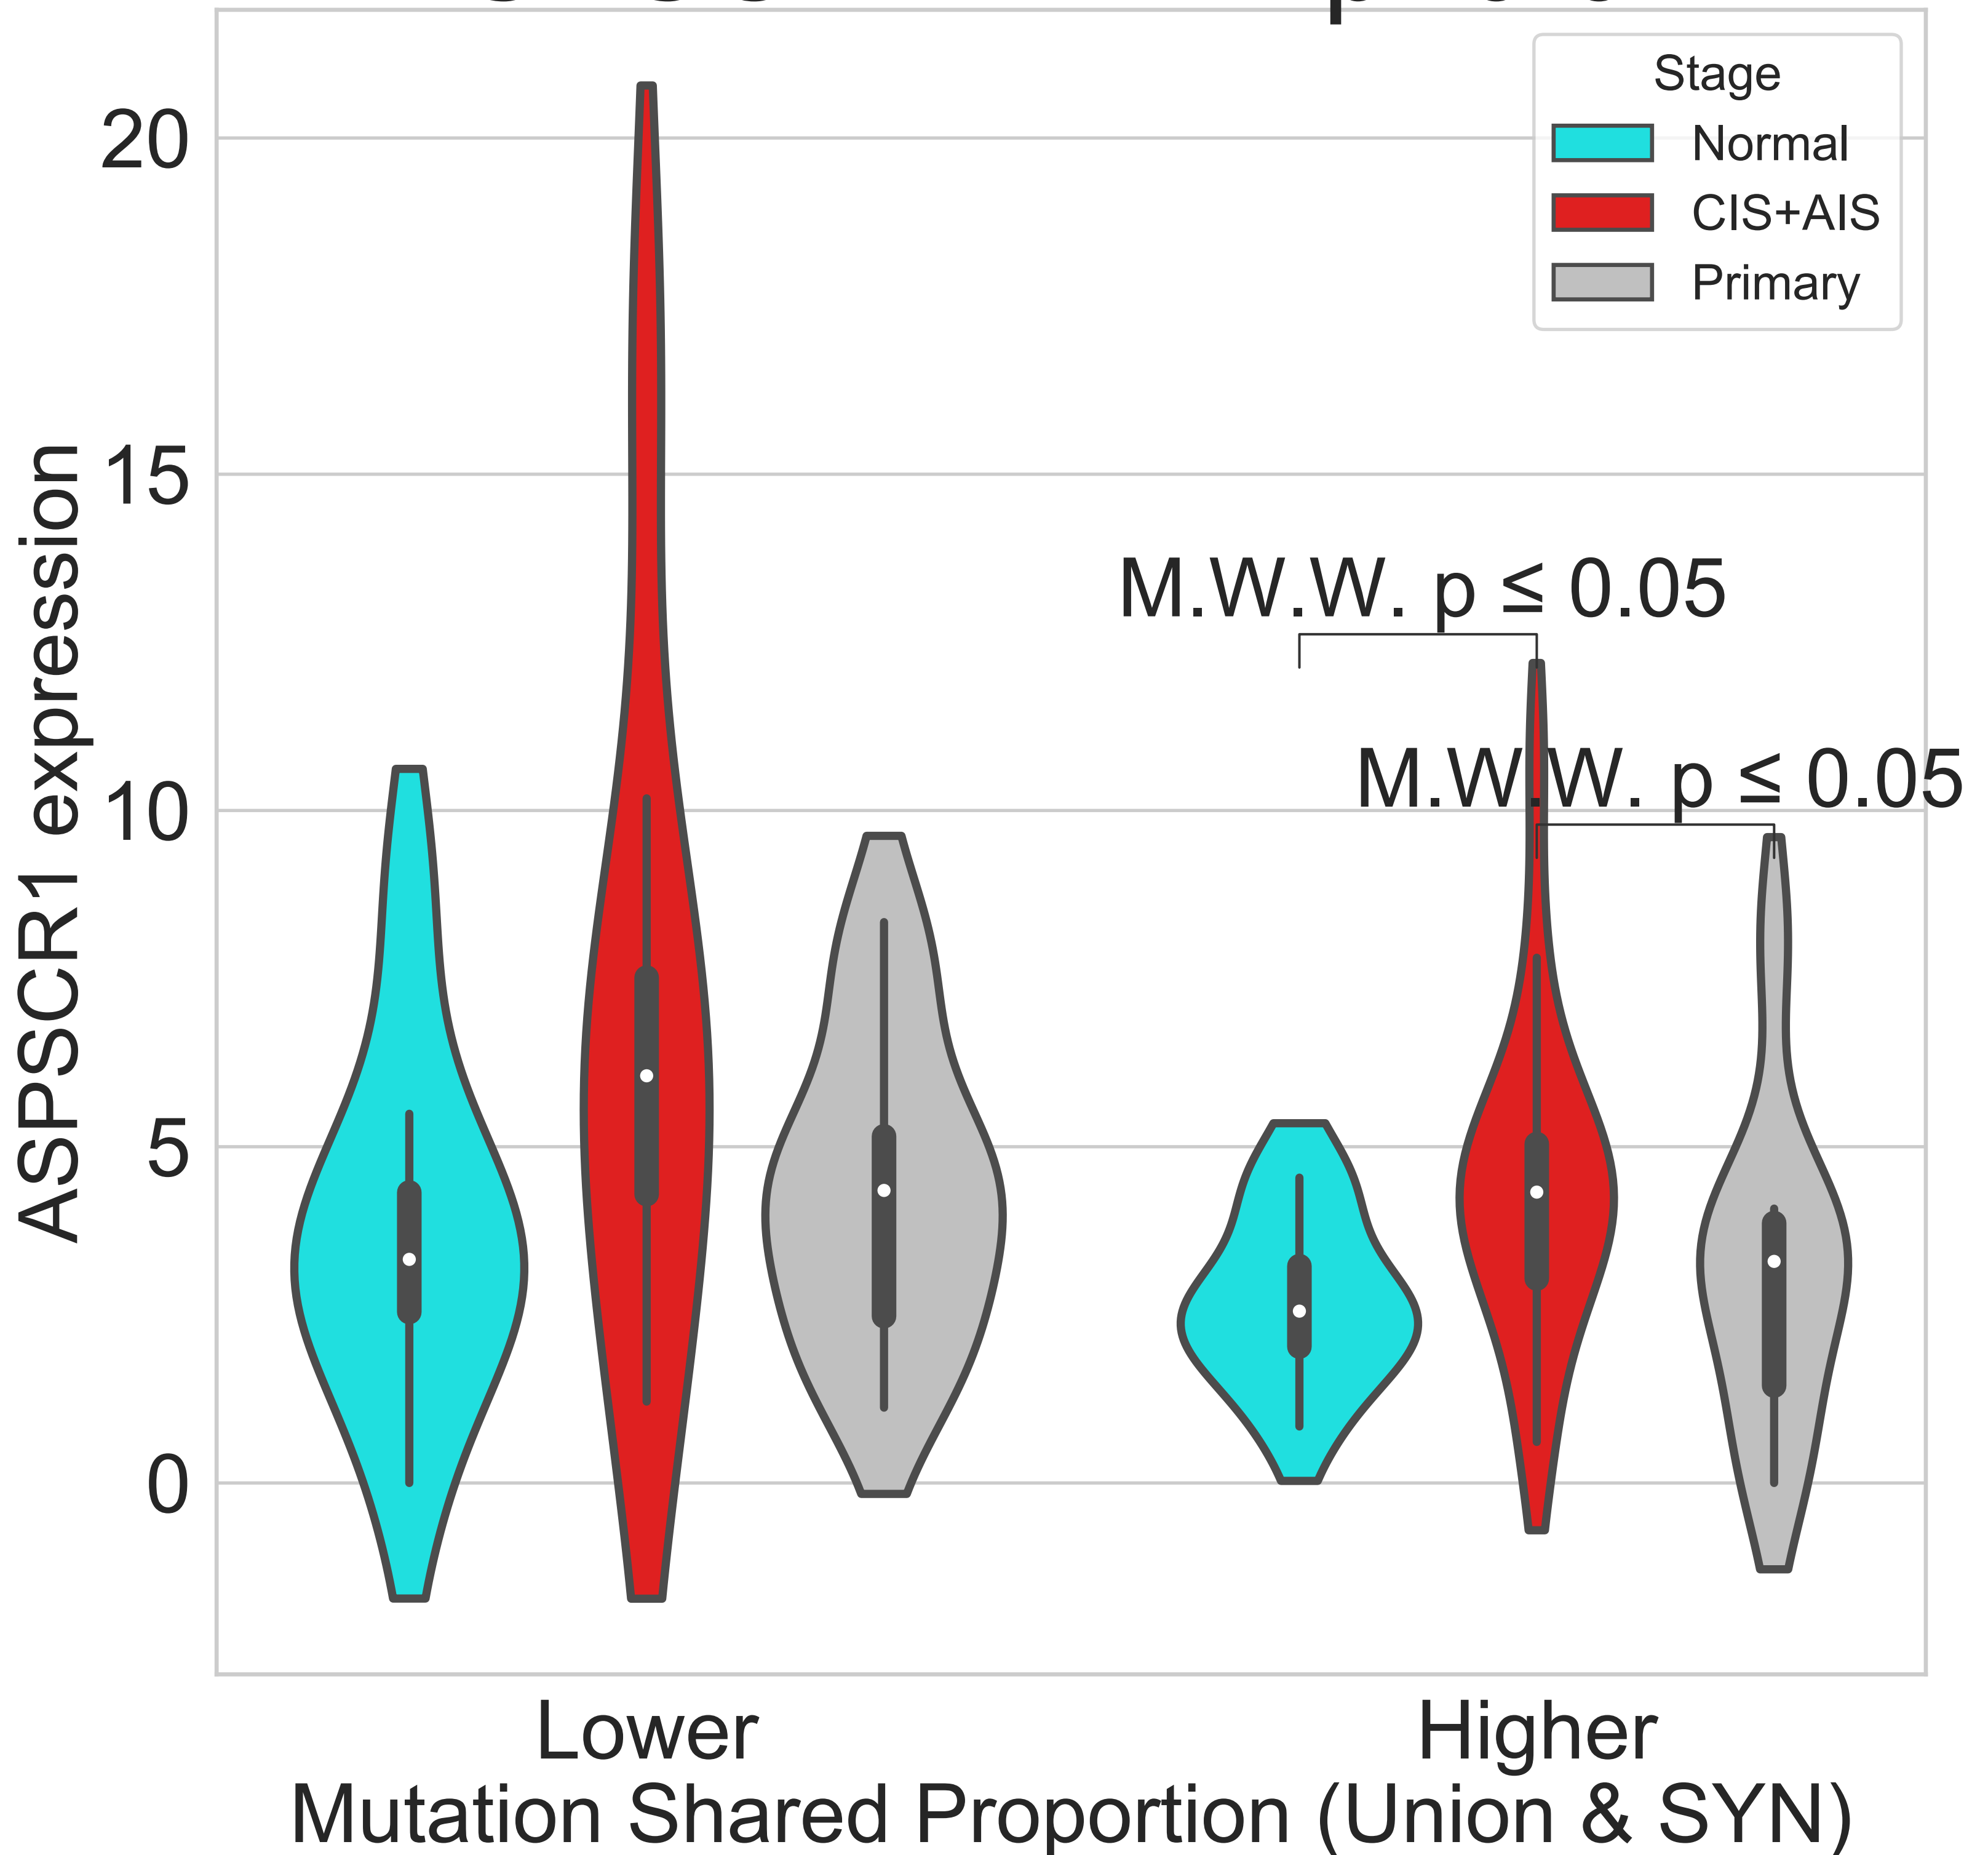 Stage
Normal
CIS+AIS
Primary
20
15
10
5
0
ASPSCR1 expression
M.W.W. p ≤ 0.05
M.W.W. p ≤ 0.05
Lower
Higher
Mutation Shared Proportion (Union & SYN)